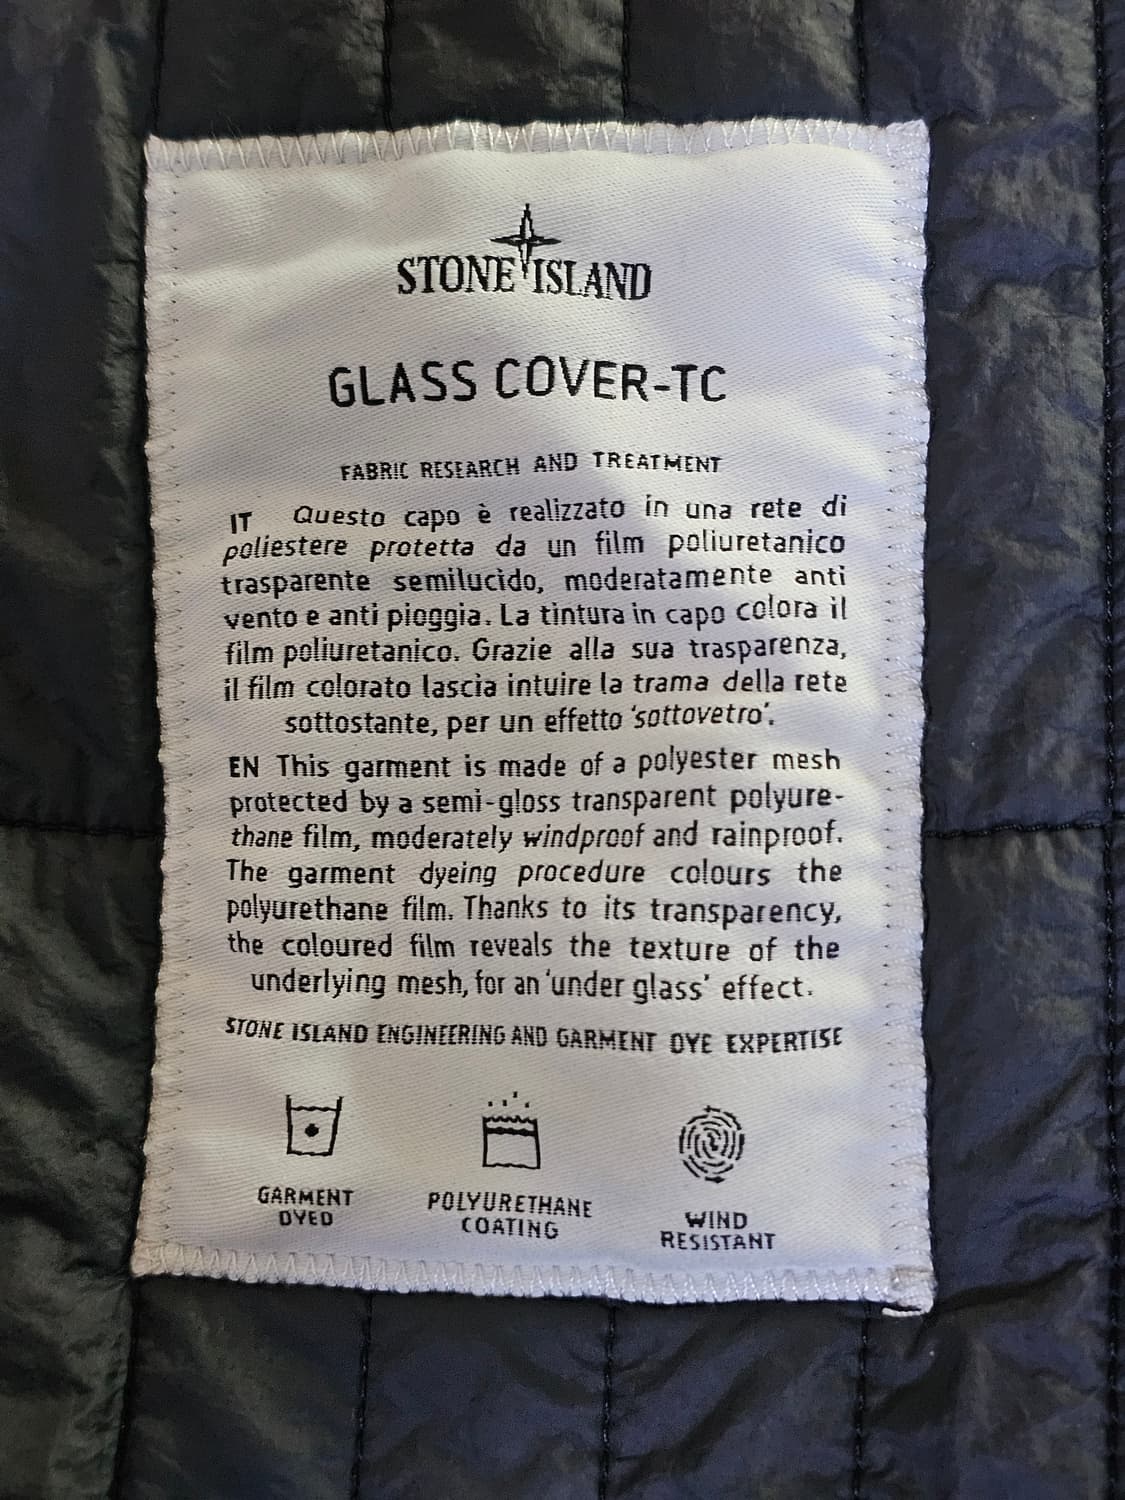 STONE ISLAND
GLASS COVER-TC
FABRIC RESEARCH AND TREATMENT
IT Questo capo è realizzato in una rete di
poliestere protetta da un film poliuretanico
trasparente semilucido, moderatamente anti
vento e anti pioggia. La tintura in capo colora il
film poliuretanico. Grazie alla sua trasparenza,
il film colorato lascia intuire la trama della rete
sottostante, per un effetto 'sottovetro'.
EN This garment is made of a polyester mesh
protected by a semi-gloss transparent polyure-
thane film, moderately windproof and rainproof.
The garment dyeing procedure colours the
polyurethane film. Thanks to its transparency,
the coloured film reveals the texture of the
underlying mesh, for an 'under glass' effect.
STONE ISLAND ENGINEERING AND GARMENT DYE EXPERTISE
GARMENT
DYED
POLYURETHANE
COATING
WIND
RESISTANT